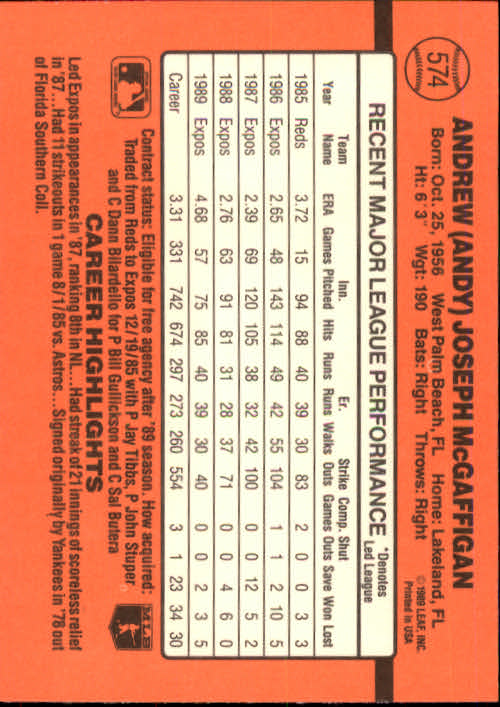 574
ANDREW (ANDY) JOSEPH McGAFFIGAN
Born: Oct. 25, 1956 West Palm Beach, FL Home: Lakeland, FL
Ht: 6'3" Wgt: 190 Bats: Right Throws: Right
© 1989 LEAF, INC.
Printed in USA
RECENT MAJOR LEAGUE PERFORMANCE *Denotes Led League
Year Team Name ERA Games Inn. Pitched Hits Runs Er. Runs Walks Strike Outs Comp. Games Shut Outs Save Won Lost
1985 Reds 3.72 15 94 88 40 39 30 83 2 0 0 3 3
1986 Expos 2.65 48 143 114 49 42 55 104 1 1 2 10 5
1987 Expos 2.39 69 120 105 38 32 42 100 0 0 12 5 2
1988 Expos 2.76 63 91 81 31 28 37 71 0 0 4 6 0
1989 Expos 4.68 57 75 85 40 39 30 40 0 0 2 3 5
Career 3.31 331 742 674 297 273 260 554 3 1 23 34 30
Contract status: Eligible for free agency after '89 season. How acquired:
Traded from Reds to Expos 12/19/85 with P Jay Tibbs, P John Stuper
and C Dann Bilardello for P Bill Gullickson and C Sal Butera
MLB
CAREER HIGHLIGHTS
Led Expos in appearances in '87, ranking 8th in NL...Had streak of 21 innings of scoreless relief
in '87...Had 11 strikeouts in 1 game 8/1/85 vs. Astros...Signed originally by Yankees in '78 out
of Florida Southern Coll.